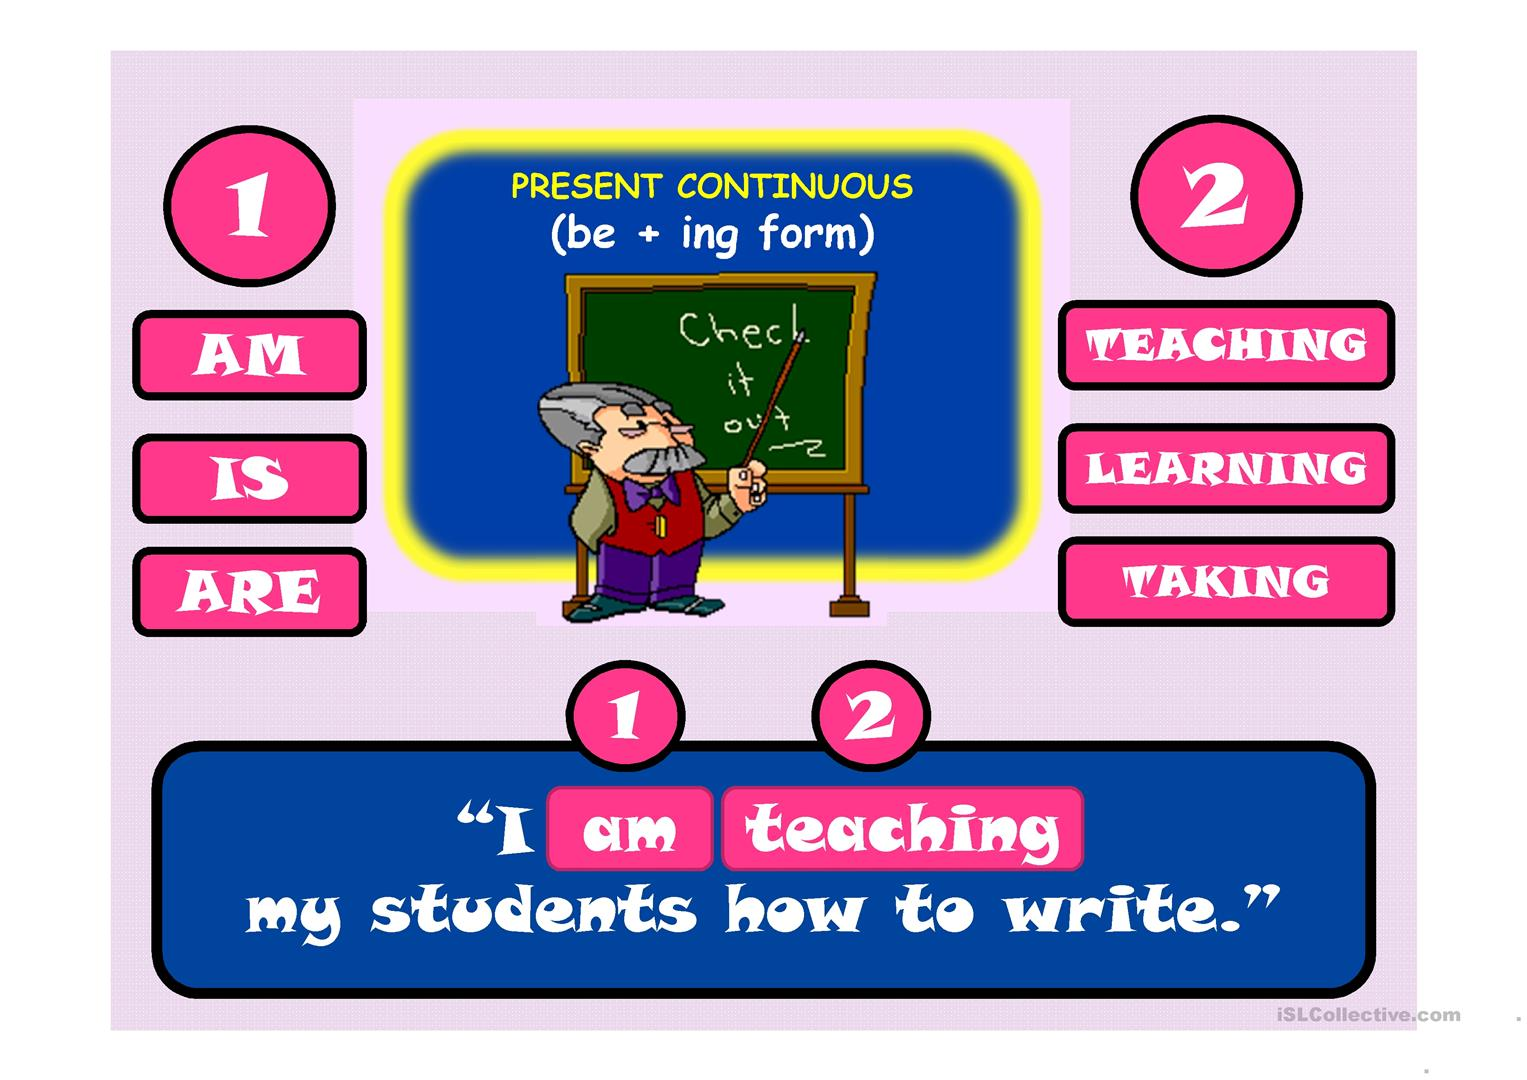 1
2
PRESENT CONTINUOUS
(be + ing form)
Check
it
out
AM
IS
ARE
TEACHING
LEARNING
TAKING
1
2
“I am teaching
my students how to write.”
iSLCollective.com